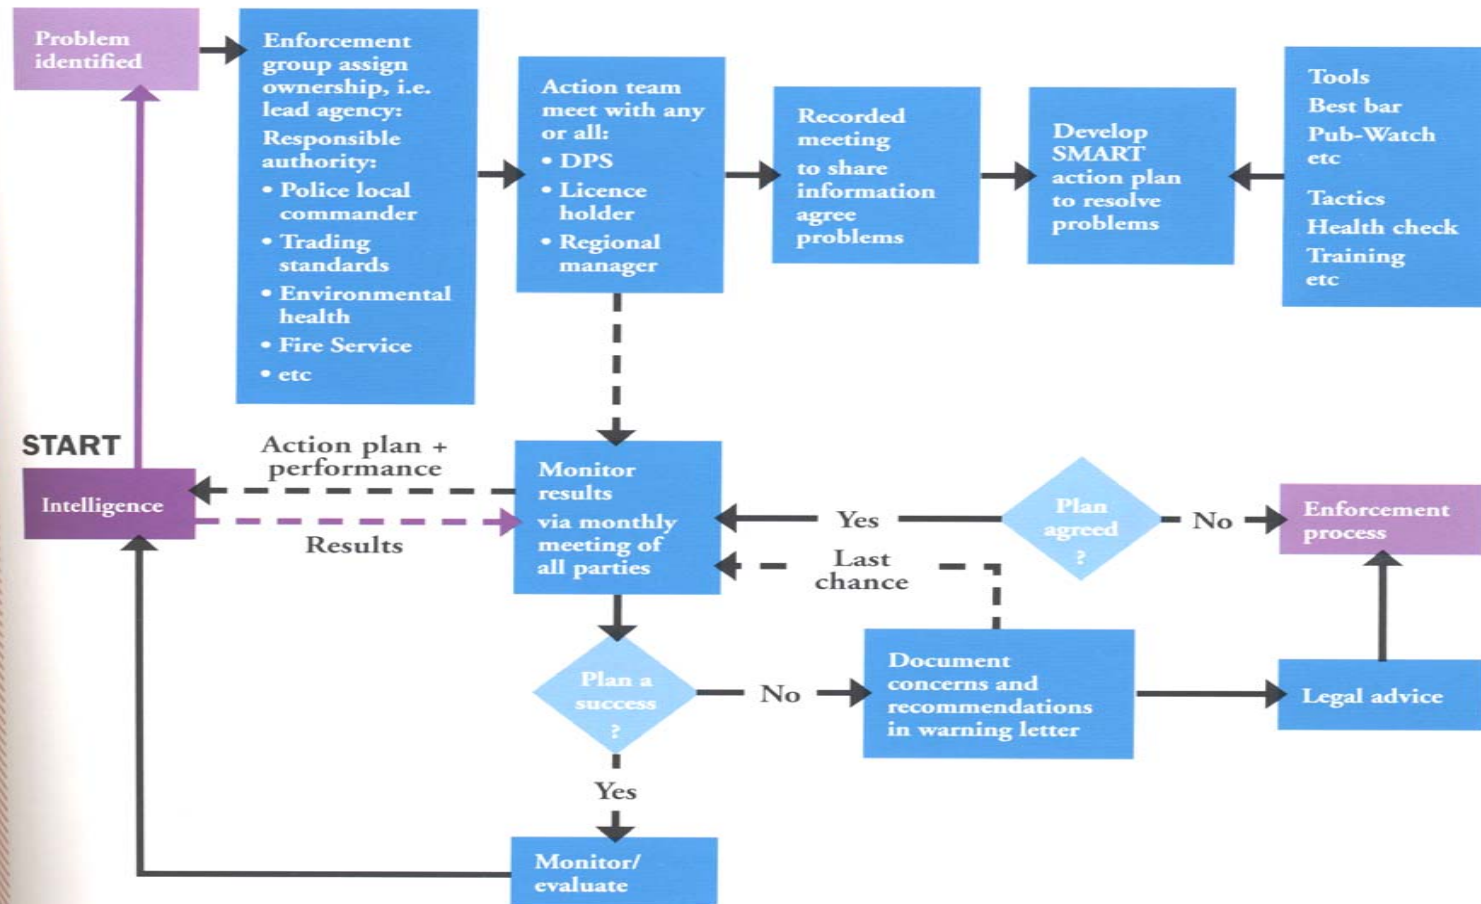 Problem
identified
Enforcement
group assign
ownership, i.e.
lead agency:
Responsible
authority:
• Police local
commander
• Trading
standards
• Environmental
health
• Fire Service
• etc
Action team
meet with any
or all:
• DPS
• Licence
holder
• Regional
manager
Recorded
meeting
to share
information
agree
problems
Develop
SMART
action plan
to resolve
problems
Tools
Best bar
Pub-Watch
etc
Tactics
Health check
Training
etc
START
Intelligence
Action plan +
performance
Results
Monitor
results
via monthly
meeting of
all parties
Yes
Plan
agreed
?
No
Enforcement
process
Last
chance
Plan a
success
?
No
Document
concerns and
recommendations
in warning letter
Legal advice
Yes
Monitor/
evaluate